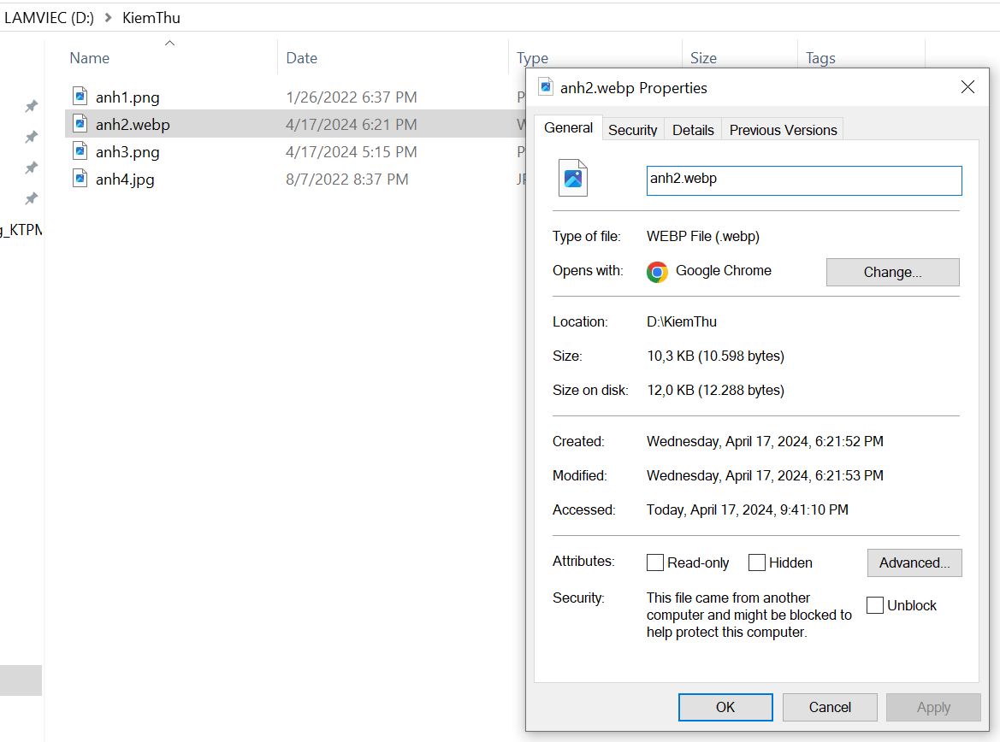 LAMVIEC (D:) > KiemThu
Name Date Type Size Tags
anh1.png 1/26/2022 6:37 PM P
anh2.webp 4/17/2024 6:21 PM W
anh3.png 4/17/2024 5:15 PM P
anh4.jpg 8/7/2022 8:37 PM JP
g_KTPM
anh2.webp Properties
General Security Details Previous Versions
anh2.webp
Type of file: WEBP File (.webp)
Opens with: Google Chrome Change...
Location: D:\KiemThu
Size: 10,3 KB (10.598 bytes)
Size on disk: 12,0 KB (12.288 bytes)
Created: Wednesday, April 17, 2024, 6:21:52 PM
Modified: Wednesday, April 17, 2024, 6:21:53 PM
Accessed: Today, April 17, 2024, 9:41:10 PM
Attributes: Read-only Hidden Advanced...
Security: This file came from another
computer and might be blocked to Unblock
help protect this computer.
OK Cancel Apply